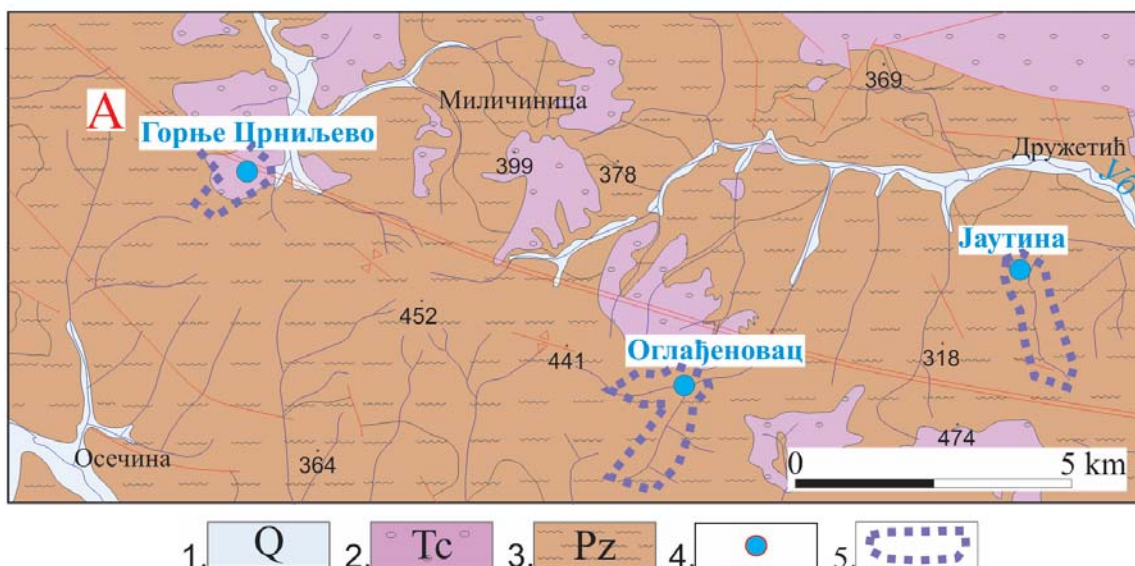 369
Миличиница
А
Горње Црниљево
Дружетић
399
378
Уб
Јаутина
452
Оглађеновац
441
318
Осечина
364
474
0 5 km
1. Q 2. Tc 3. Pz 4. 5.